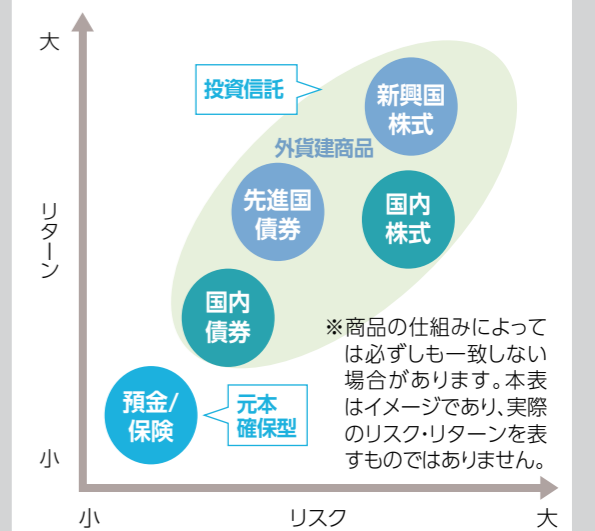 大
投資信託
新興国
株式
外貨建商品
先進国
債券
国内
株式
リターン
国内
債券
※商品の仕組みによって
は必ずしも一致しない
場合があります。本表
はイメージであり、実際
のリスク・リターンを表
すものではありません。
預金/
保険
元本
確保型
小
小
リスク
大